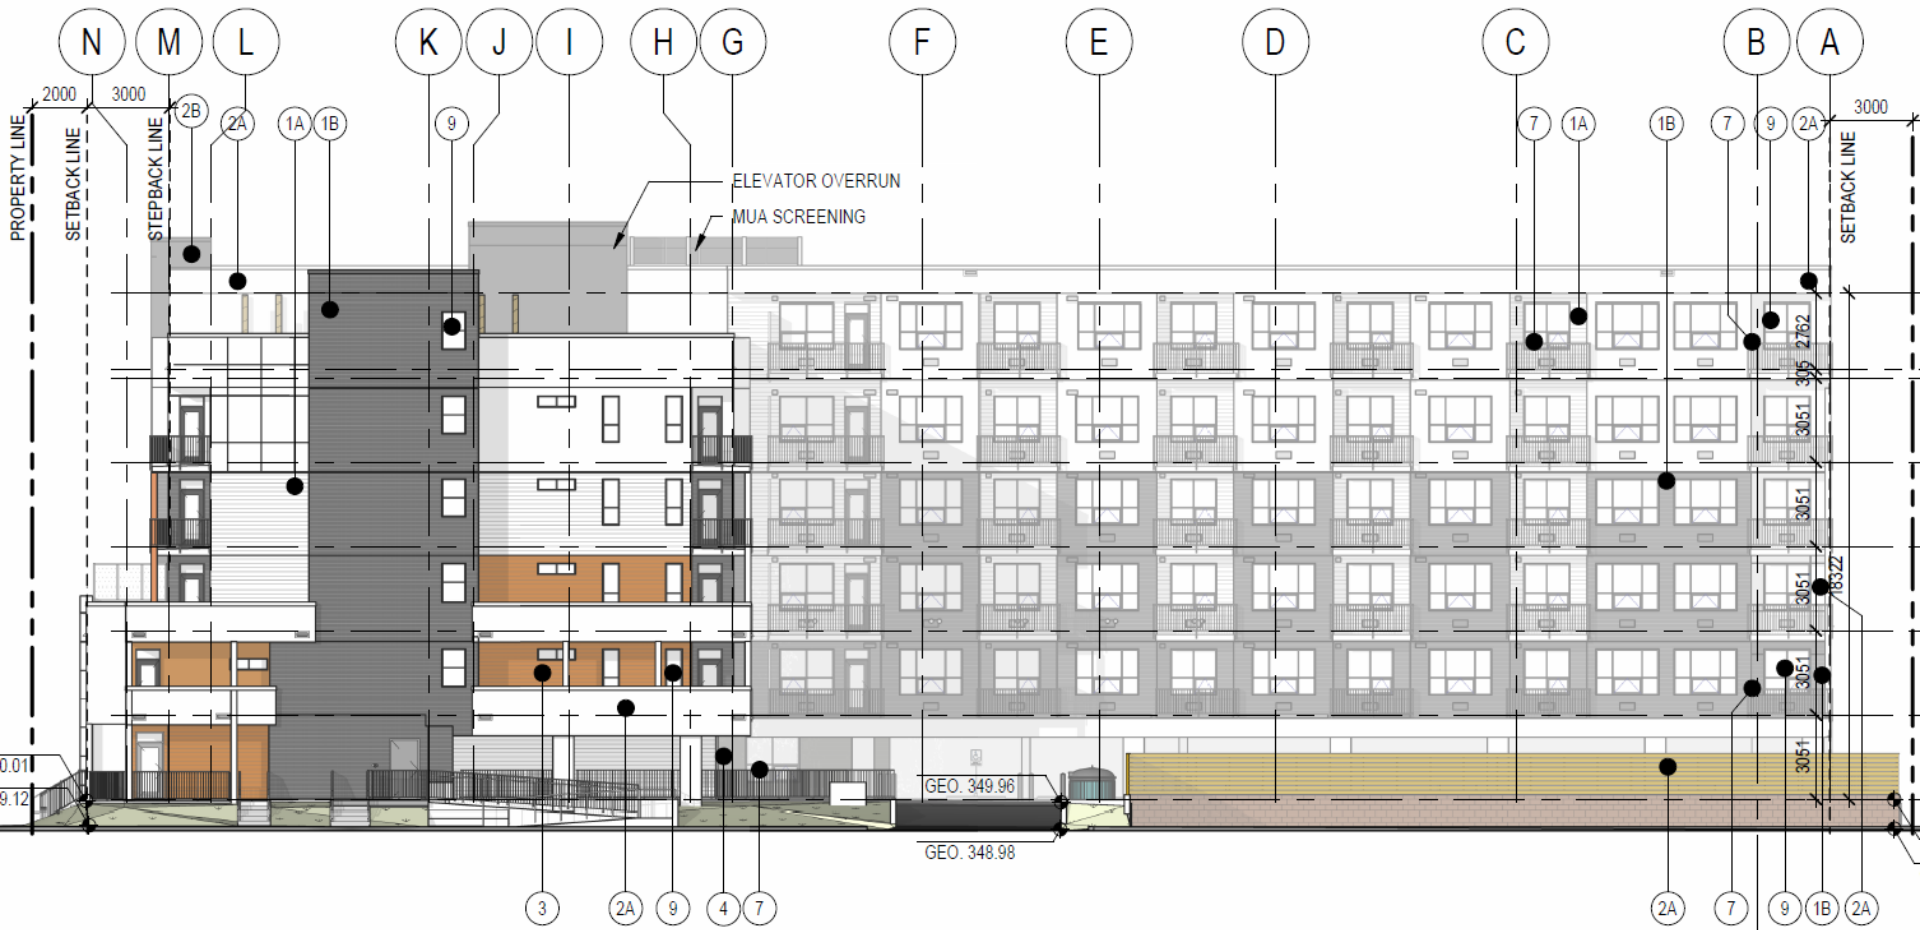 N M L K J I H G F E D C B A
2000 3000 3000
2B 2A 1A 1B 9 7 1A 1B 7 9 2A
PROPERTY LINE
SETBACK LINE
STEPBACK LINE
SETBACK LINE
ELEVATOR OVERRUN
MUA SCREENING
2762
305
3051
3051
3051
18322
3051
3051
0.01
9.12
GEO. 349.96
GEO. 348.98
3 2A 9 4 7 2A 7 9 1B 2A